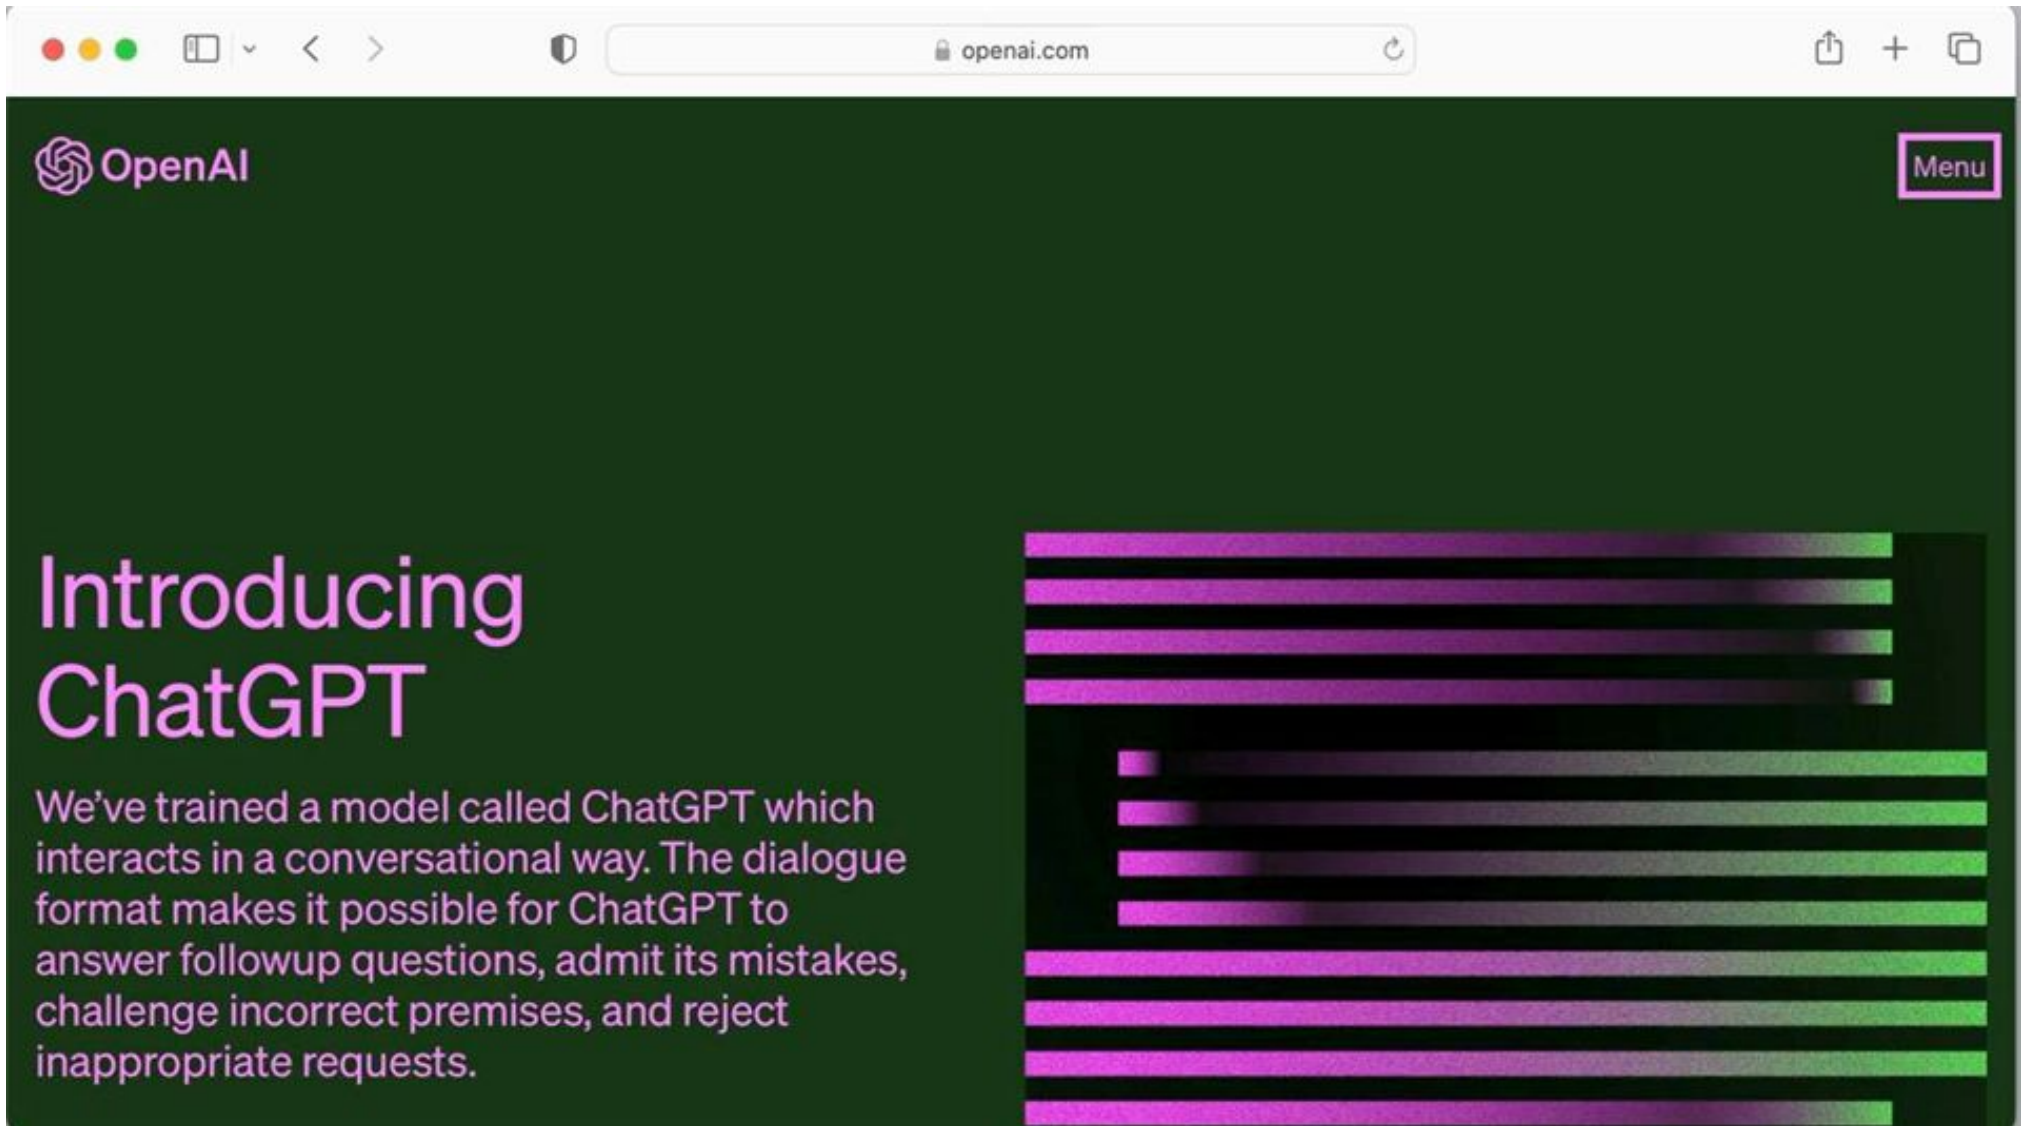 openai.com
OpenAI
Menu
Introducing
ChatGPT
We’ve trained a model called ChatGPT which
interacts in a conversational way. The dialogue
format makes it possible for ChatGPT to
answer followup questions, admit its mistakes,
challenge incorrect premises, and reject
inappropriate requests.